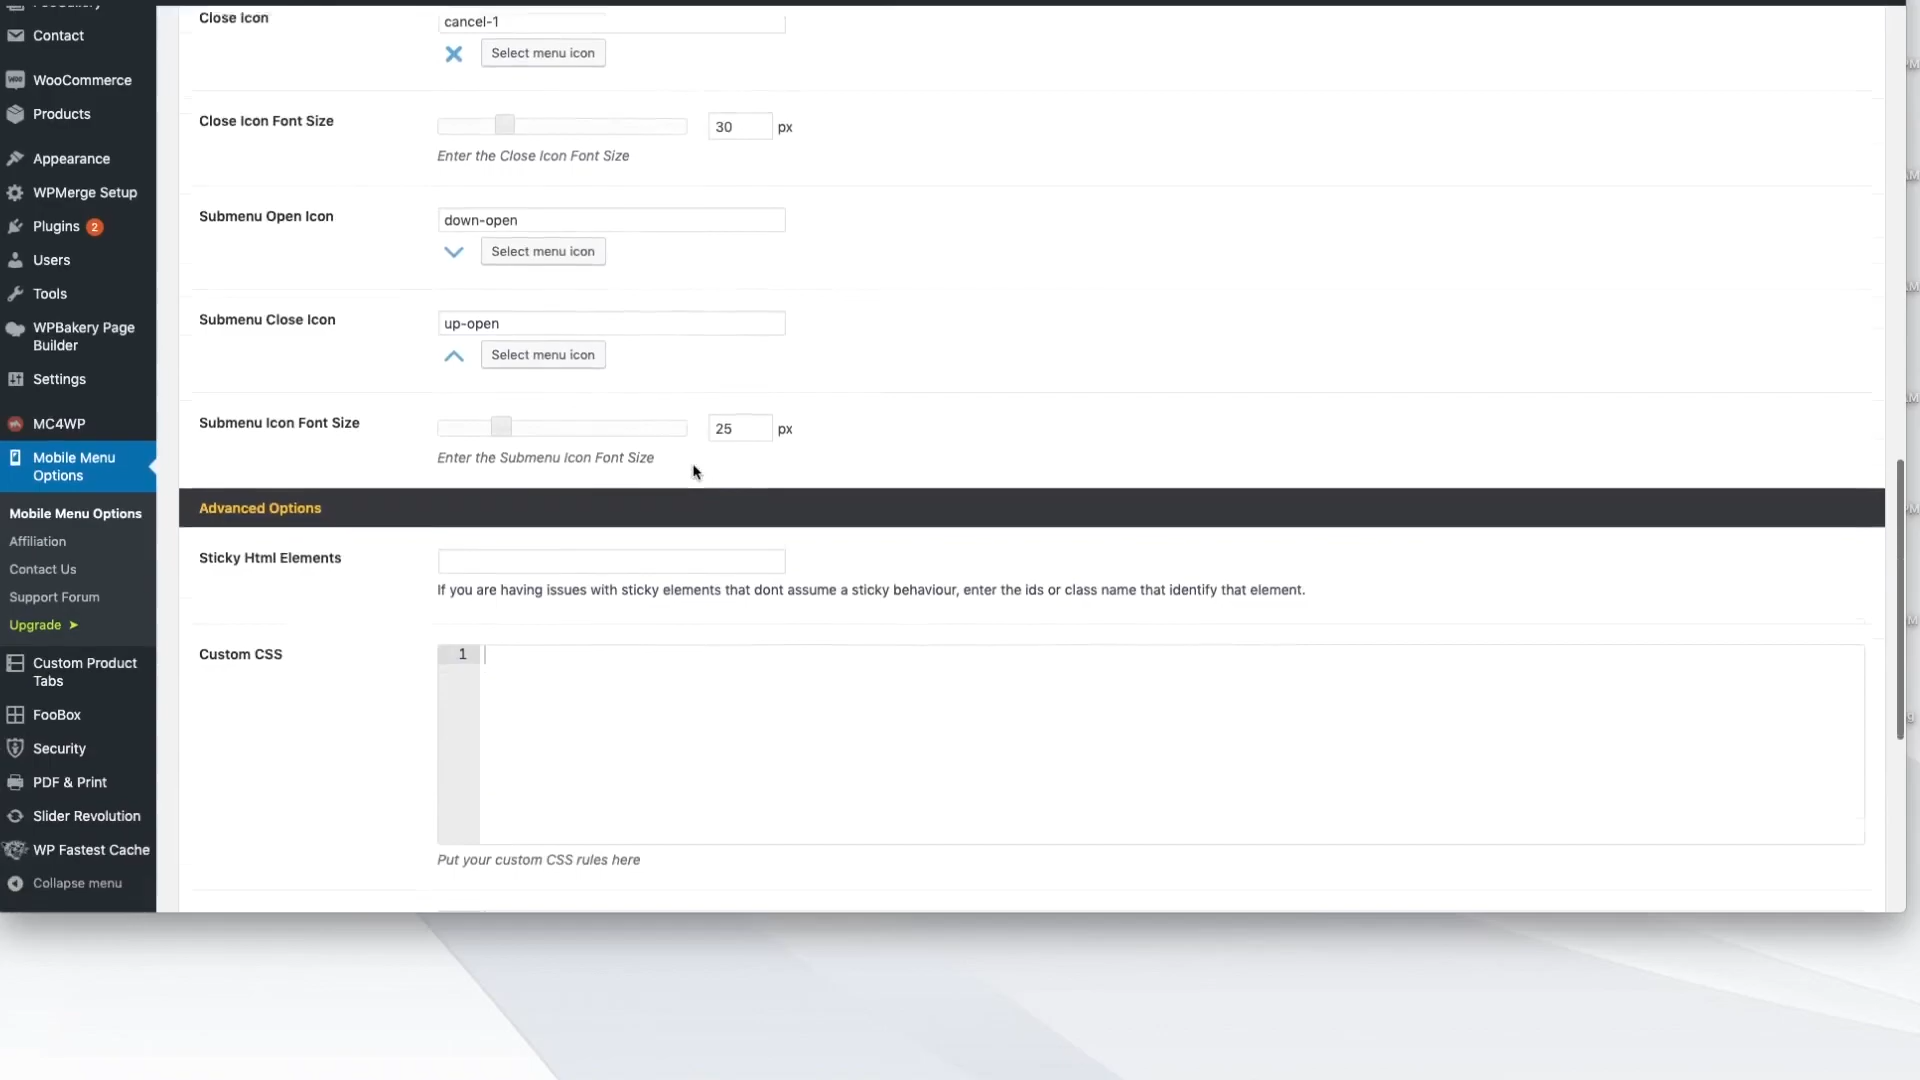 Close Icon
cancel-1
Select menu icon
Close Icon Font Size
30 px
Enter the Close Icon Font Size
Submenu Open Icon
down-open
Select menu icon
Submenu Close Icon
up-open
Select menu icon
Submenu Icon Font Size
25 px
Enter the Submenu Icon Font Size
Advanced Options
Sticky Html Elements
If you are having issues with sticky elements that dont assume a sticky behaviour, enter the ids or class name that identify that element.
Custom CSS
1
Put your custom CSS rules here
Contact
WooCommerce
Products
Appearance
WPMerge Setup
Plugins 2
Users
Tools
WPBakery Page
Builder
Settings
MC4WP
Mobile Menu
Options
Mobile Menu Options
Affiliation
Contact Us
Support Forum
Upgrade ➤
Custom Product
Tabs
FooBox
Security
PDF & Print
Slider Revolution
WP Fastest Cache
Collapse menu